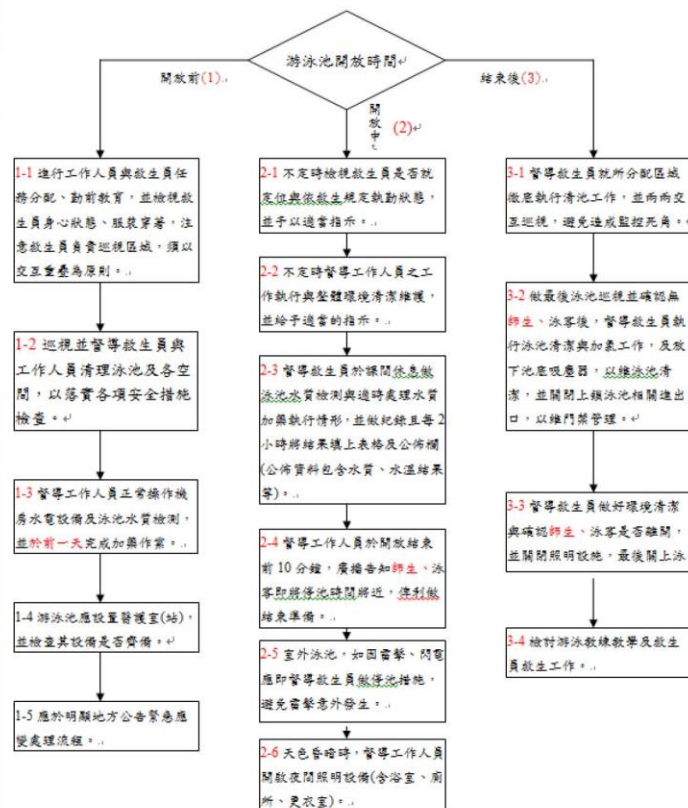 游泳池開放時間
開放前(1)
開放中
(2)
結束後(3)
1-1 進行工作人員與救生員任
務分配、勤前教育，並檢視救
生員身心狀態、服裝穿著，注
意救生員負責巡視區域，須以
交互重疊為原則。
1-2 巡視並督導救生員與
工作人員清理泳池及各空
間，以落實各項安全措施
檢查。
1-3 督導工作人員正常操作機
房水電設備及泳池水質檢測，
並於前一天完成加藥作業。
1-4 游泳池應設置醫護室(站)，
並檢查其設備是否齊備。
1-5 應於明顯地方公告緊急應
變處理流程。
2-1 不定時檢視救生員是否就
定位與依救生規定執勤狀態，
並予以適當指示。
2-2 不定時督導工作人員之工
作執行與整體環境清潔維護，
並給予適當的指示。
2-3 督導救生員於課間休息做
泳池水質檢測與適時處理水質
加藥執行情形，並做紀錄且每 2
小時將結果填上表格及公佈欄
(公佈資料包含水質、水溫結果
等)。
2-4 督導工作人員於開放結束
前 10 分鐘，廣播告知師生、泳
客即將停池時間將近，俾利做
結束準備。
2-5 室外泳池，如因雷擊、閃電
應即督導救生員做停池措施，
避免雷擊意外發生。
2-6 天色昏暗時，督導工作人員
開啟夜間照明設備(含浴室、廁
所、更衣室)。
3-1 督導救生員就所分配區域
徹底執行清池工作，並兩兩交
互巡視，避免造成監控死角。
3-2 做最後泳池巡視並確認無
師生、泳客後，督導救生員執
行泳池清潔與加氯工作，及放
下池底吸塵器，以維泳池清
潔，並關閉上鎖泳池相關進出
口，以維門禁管理。
3-3 督導救生員做好環境清潔
與確認師生、泳客是否離開，
並關閉照明設施，最後關上泳
3-4 檢討游泳教練教學及救生
員救生工作。